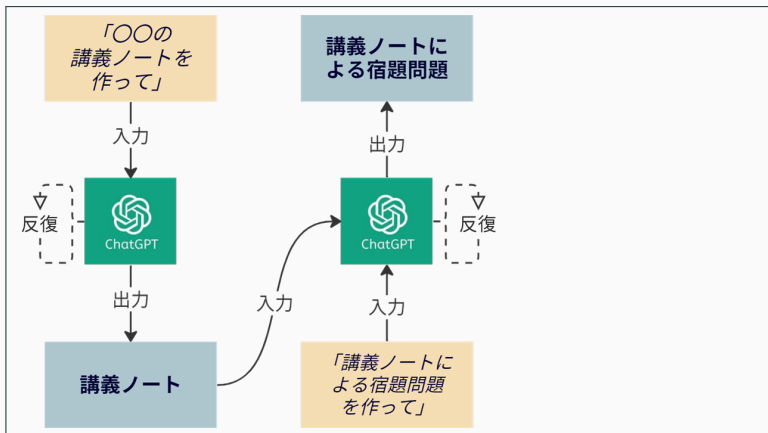 「〇〇の
講義ノートを
作って」
入力
反復
ChatGPT
出力
講義ノート
入力
講義ノートに
よる宿題問題
出力
ChatGPT
反復
入力
「講義ノートに
よる宿題問題
を作って」